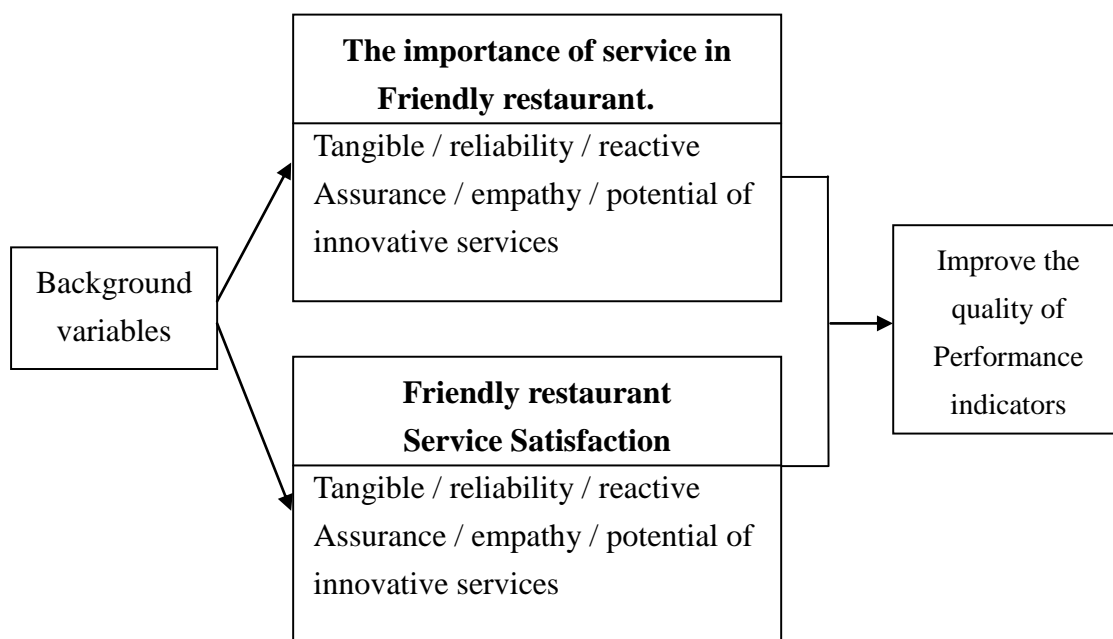 The importance of service in
Friendly restaurant.
Tangible / reliability / reactive
Assurance / empathy / potential of
innovative services
Background
variables
Improve the
quality of
Performance
indicators
Friendly restaurant
Service Satisfaction
Tangible / reliability / reactive
Assurance / empathy / potential of
innovative services